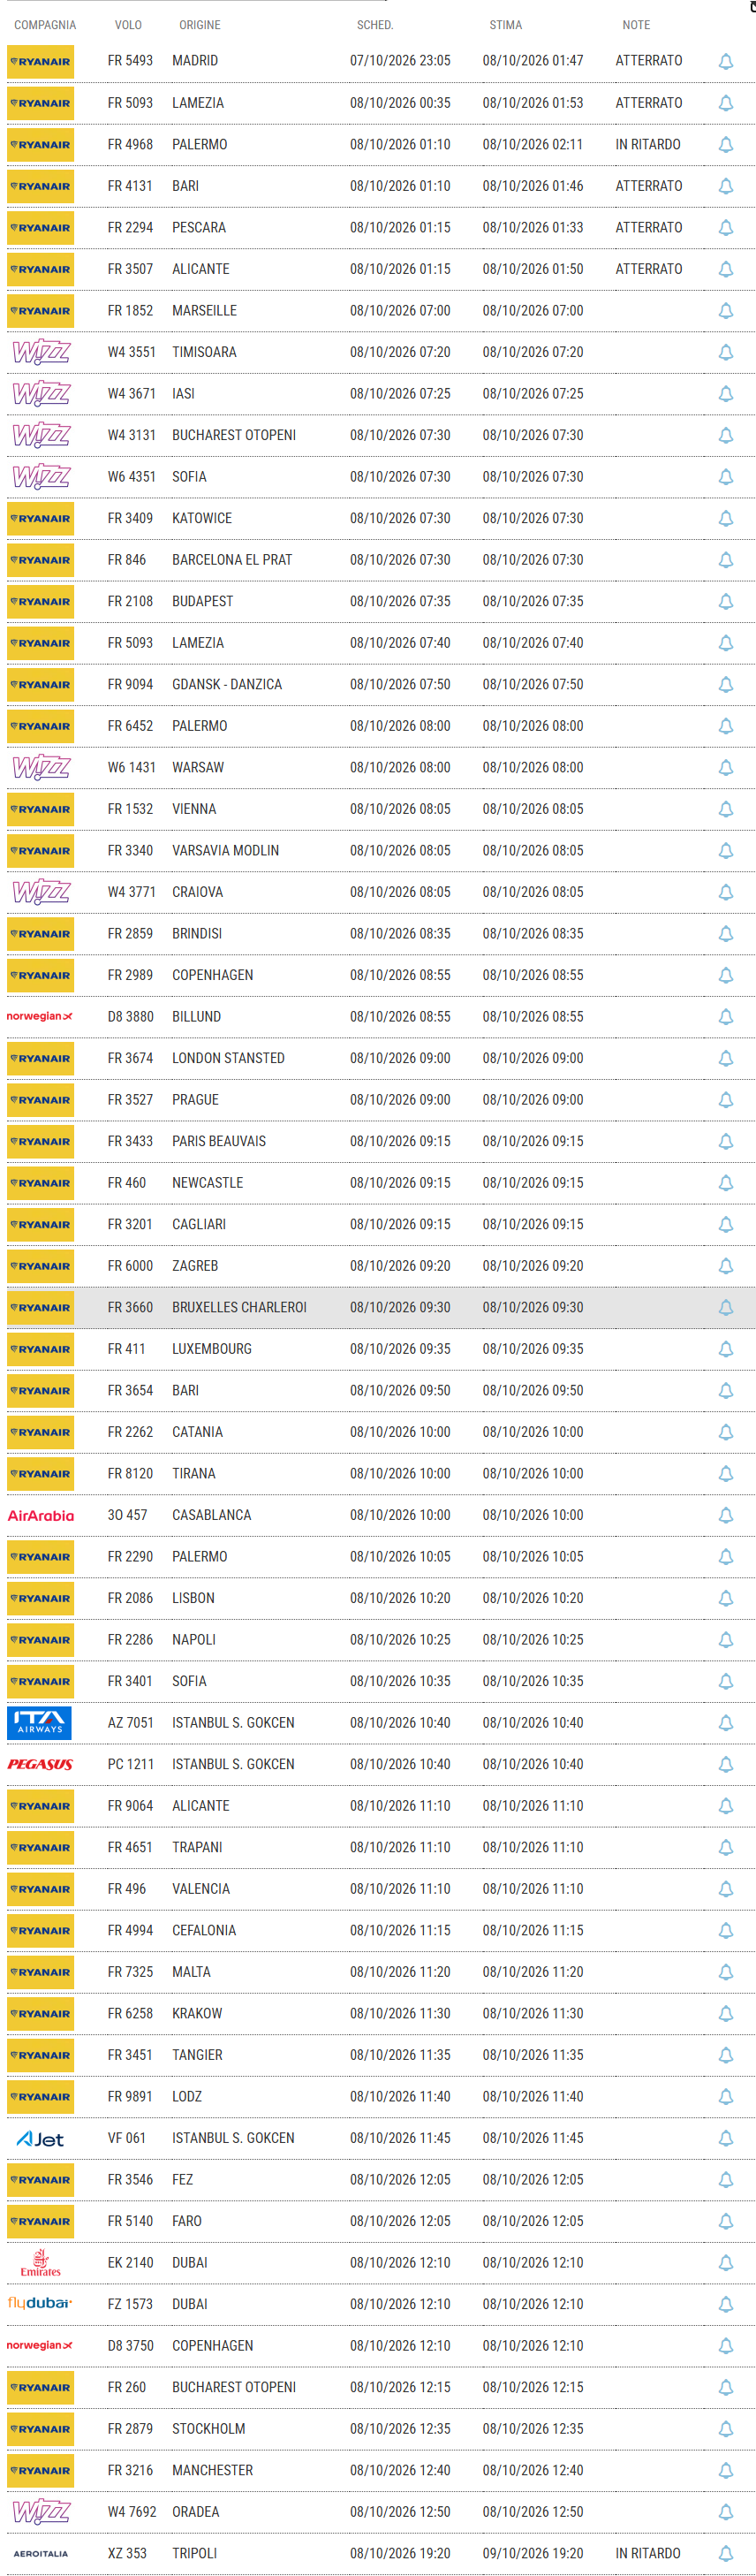 COMPAGNIA VOLO ORIGINE SCHED. STIMA NOTE
RYANAIR FR 5493 MADRID 07/10/2026 23:05 08/10/2026 01:47 ATTERRATO
RYANAIR FR 5093 LAMEZIA 08/10/2026 00:35 08/10/2026 01:53 ATTERRATO
RYANAIR FR 4968 PALERMO 08/10/2026 01:10 08/10/2026 02:11 IN RITARDO
RYANAIR FR 4131 BARI 08/10/2026 01:10 08/10/2026 01:46 ATTERRATO
RYANAIR FR 2294 PESCARA 08/10/2026 01:15 08/10/2026 01:33 ATTERRATO
RYANAIR FR 3507 ALICANTE 08/10/2026 01:15 08/10/2026 01:50 ATTERRATO
RYANAIR FR 1852 MARSEILLE 08/10/2026 07:00 08/10/2026 07:00
WIZZ W4 3551 TIMISOARA 08/10/2026 07:20 08/10/2026 07:20
WIZZ W4 3671 IASI 08/10/2026 07:25 08/10/2026 07:25
WIZZ W4 3131 BUCHAREST OTOPENI 08/10/2026 07:30 08/10/2026 07:30
WIZZ W6 4351 SOFIA 08/10/2026 07:30 08/10/2026 07:30
RYANAIR FR 3409 KATOWICE 08/10/2026 07:30 08/10/2026 07:30
RYANAIR FR 846 BARCELONA EL PRAT 08/10/2026 07:30 08/10/2026 07:30
RYANAIR FR 2108 BUDAPEST 08/10/2026 07:35 08/10/2026 07:35
RYANAIR FR 5093 LAMEZIA 08/10/2026 07:40 08/10/2026 07:40
RYANAIR FR 9094 GDANSK - DANZICA 08/10/2026 07:50 08/10/2026 07:50
RYANAIR FR 6452 PALERMO 08/10/2026 08:00 08/10/2026 08:00
WIZZ W6 1431 WARSAW 08/10/2026 08:00 08/10/2026 08:00
RYANAIR FR 1532 VIENNA 08/10/2026 08:05 08/10/2026 08:05
RYANAIR FR 3340 VARSAVIA MODLIN 08/10/2026 08:05 08/10/2026 08:05
WIZZ W4 3771 CRAIOVA 08/10/2026 08:05 08/10/2026 08:05
RYANAIR FR 2859 BRINDISI 08/10/2026 08:35 08/10/2026 08:35
RYANAIR FR 2989 COPENHAGEN 08/10/2026 08:55 08/10/2026 08:55
norwegian D8 3880 BILLUND 08/10/2026 08:55 08/10/2026 08:55
RYANAIR FR 3674 LONDON STANSTED 08/10/2026 09:00 08/10/2026 09:00
RYANAIR FR 3527 PRAGUE 08/10/2026 09:00 08/10/2026 09:00
RYANAIR FR 3433 PARIS BEAUVAIS 08/10/2026 09:15 08/10/2026 09:15
RYANAIR FR 460 NEWCASTLE 08/10/2026 09:15 08/10/2026 09:15
RYANAIR FR 3201 CAGLIARI 08/10/2026 09:15 08/10/2026 09:15
RYANAIR FR 6000 ZAGREB 08/10/2026 09:20 08/10/2026 09:20
RYANAIR FR 3660 BRUXELLES CHARLEROI 08/10/2026 09:30 08/10/2026 09:30
RYANAIR FR 411 LUXEMBOURG 08/10/2026 09:35 08/10/2026 09:35
RYANAIR FR 3654 BARI 08/10/2026 09:50 08/10/2026 09:50
RYANAIR FR 2262 CATANIA 08/10/2026 10:00 08/10/2026 10:00
RYANAIR FR 8120 TIRANA 08/10/2026 10:00 08/10/2026 10:00
AirArabia 3O 457 CASABLANCA 08/10/2026 10:00 08/10/2026 10:00
RYANAIR FR 2290 PALERMO 08/10/2026 10:05 08/10/2026 10:05
RYANAIR FR 2086 LISBON 08/10/2026 10:20 08/10/2026 10:20
RYANAIR FR 2286 NAPOLI 08/10/2026 10:25 08/10/2026 10:25
RYANAIR FR 3401 SOFIA 08/10/2026 10:35 08/10/2026 10:35
ITA AIRWAYS AZ 7051 ISTANBUL S. GOKCEN 08/10/2026 10:40 08/10/2026 10:40
PEGASUS PC 1211 ISTANBUL S. GOKCEN 08/10/2026 10:40 08/10/2026 10:40
RYANAIR FR 9064 ALICANTE 08/10/2026 11:10 08/10/2026 11:10
RYANAIR FR 4651 TRAPANI 08/10/2026 11:10 08/10/2026 11:10
RYANAIR FR 496 VALENCIA 08/10/2026 11:10 08/10/2026 11:10
RYANAIR FR 4994 CEFALONIA 08/10/2026 11:15 08/10/2026 11:15
RYANAIR FR 7325 MALTA 08/10/2026 11:20 08/10/2026 11:20
RYANAIR FR 6258 KRAKOW 08/10/2026 11:30 08/10/2026 11:30
RYANAIR FR 3451 TANGIER 08/10/2026 11:35 08/10/2026 11:35
RYANAIR FR 9891 LODZ 08/10/2026 11:40 08/10/2026 11:40
AJet VF 061 ISTANBUL S. GOKCEN 08/10/2026 11:45 08/10/2026 11:45
RYANAIR FR 3546 FEZ 08/10/2026 12:05 08/10/2026 12:05
RYANAIR FR 5140 FARO 08/10/2026 12:05 08/10/2026 12:05
Emirates EK 2140 DUBAI 08/10/2026 12:10 08/10/2026 12:10
flydubai FZ 1573 DUBAI 08/10/2026 12:10 08/10/2026 12:10
norwegian D8 3750 COPENHAGEN 08/10/2026 12:10 08/10/2026 12:10
RYANAIR FR 260 BUCHAREST OTOPENI 08/10/2026 12:15 08/10/2026 12:15
RYANAIR FR 2879 STOCKHOLM 08/10/2026 12:35 08/10/2026 12:35
RYANAIR FR 3216 MANCHESTER 08/10/2026 12:40 08/10/2026 12:40
WIZZ W4 7692 ORADEA 08/10/2026 12:50 08/10/2026 12:50
AEROITALIA XZ 353 TRIPOLI 08/10/2026 19:20 09/10/2026 19:20 IN RITARDO